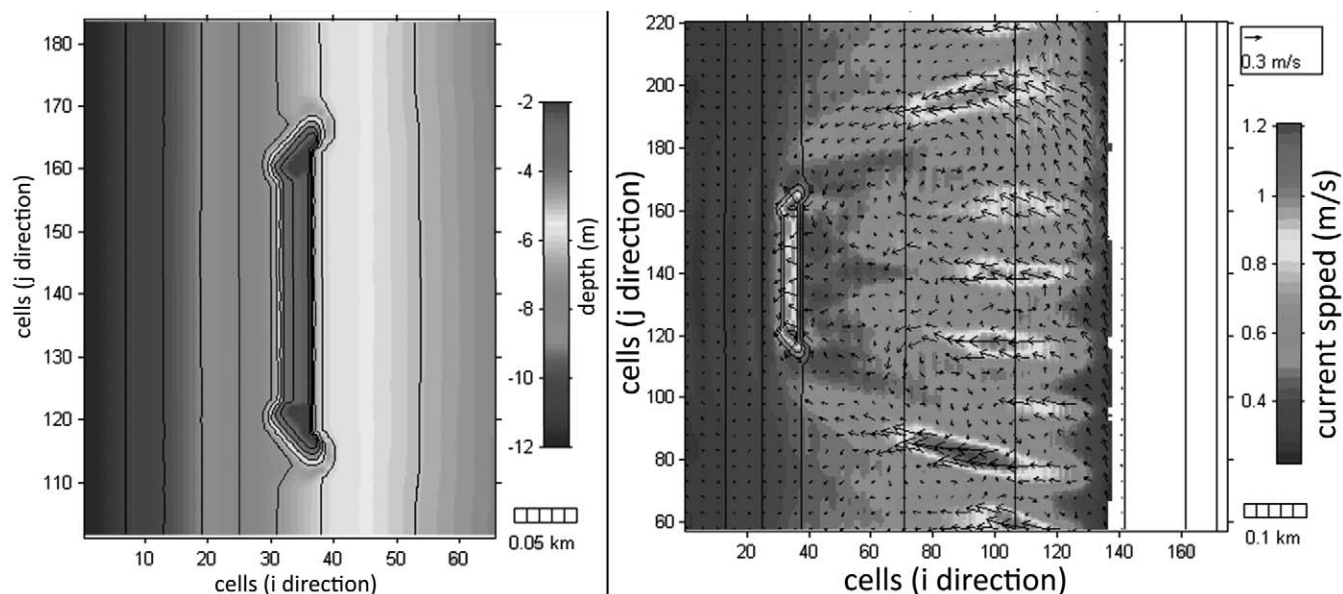 180
170
160
150
140
130
120
110
cells (j direction)
10 20 30 40 50 60
cells (i direction)
-2
-4
-6
-8
-10
-12
depth (m)
0.05 km
220
200
180
160
140
120
100
80
60
cells (j direction)
20 40 60 80 100 120 140 160
cells (i direction)
0.3 m/s
1.2
1
0.8
0.6
0.4
current spped (m/s)
0.1 km